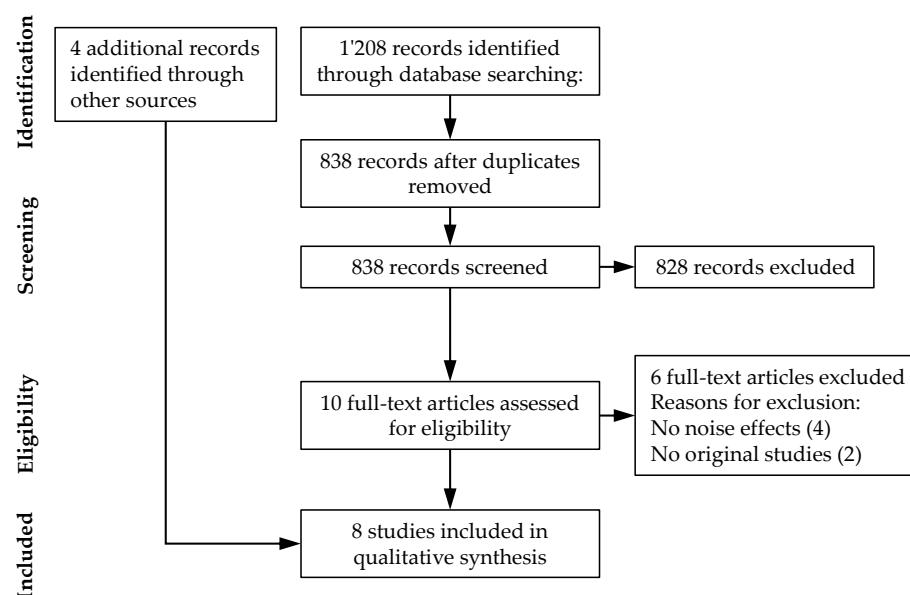 Identification
4 additional records
identified through
other sources
1'208 records identified
through database searching:
838 records after duplicates
removed
Screening
838 records screened
828 records excluded
Eligibility
10 full-text articles assessed
for eligibility
6 full-text articles excluded
Reasons for exclusion:
No noise effects (4)
No original studies (2)
Included
8 studies included in
qualitative synthesis